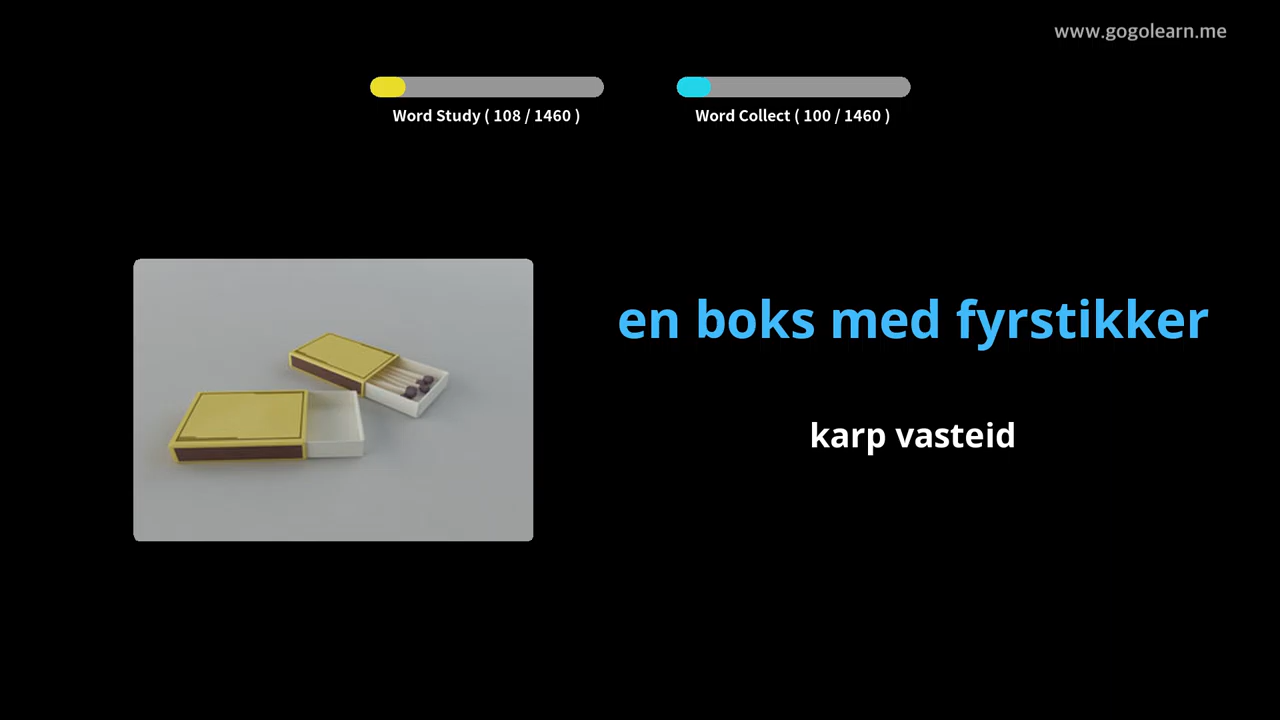 www.gogolearn.me
Word Study ( 108 / 1460 )
Word Collect ( 100 / 1460 )
en boks med fyrstikker
karp vasteid